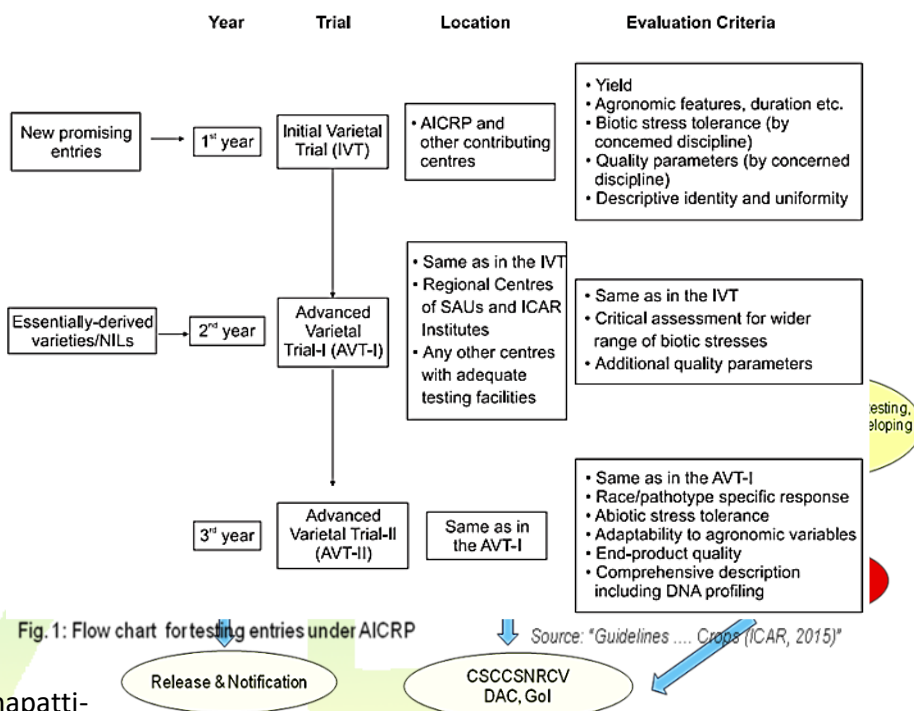 Year Trial Location Evaluation Criteria
New promising
entries
1st year
Initial Varietal
Trial (IVT)
• AICRP and
other contributing
centres
• Yield
• Agronomic features, duration etc.
• Biotic stress tolerance (by
concerned discipline)
• Quality parameters (by concerned
discipline)
• Descriptive identity and uniformity
Essentially-derived
varieties/NILs
2nd year
Advanced
Varietal
Trial-I (AVT-I)
• Same as in the IVT
• Regional Centres
of SAUs and ICAR
Institutes
• Any other centres
with adequate
testing facilities
• Same as in the IVT
• Critical assessment for wider
range of biotic stresses
• Additional quality parameters
testing,
3rd year
Advanced
Varietal Trial-II
(AVT-II)
Same as in
the AVT-I
• Same as in the AVT-I
• Race/pathotype specific response
• Abiotic stress tolerance
• Adaptability to agronomic variables
• End-product quality
• Comprehensive description
including DNA profiling
Fig. 1: Flow chart for testing entries under AICRP
Source: "Guidelines .... Crops (ICAR, 2015)"
Release & Notification
CSCCSNRCV
DAC, GoI